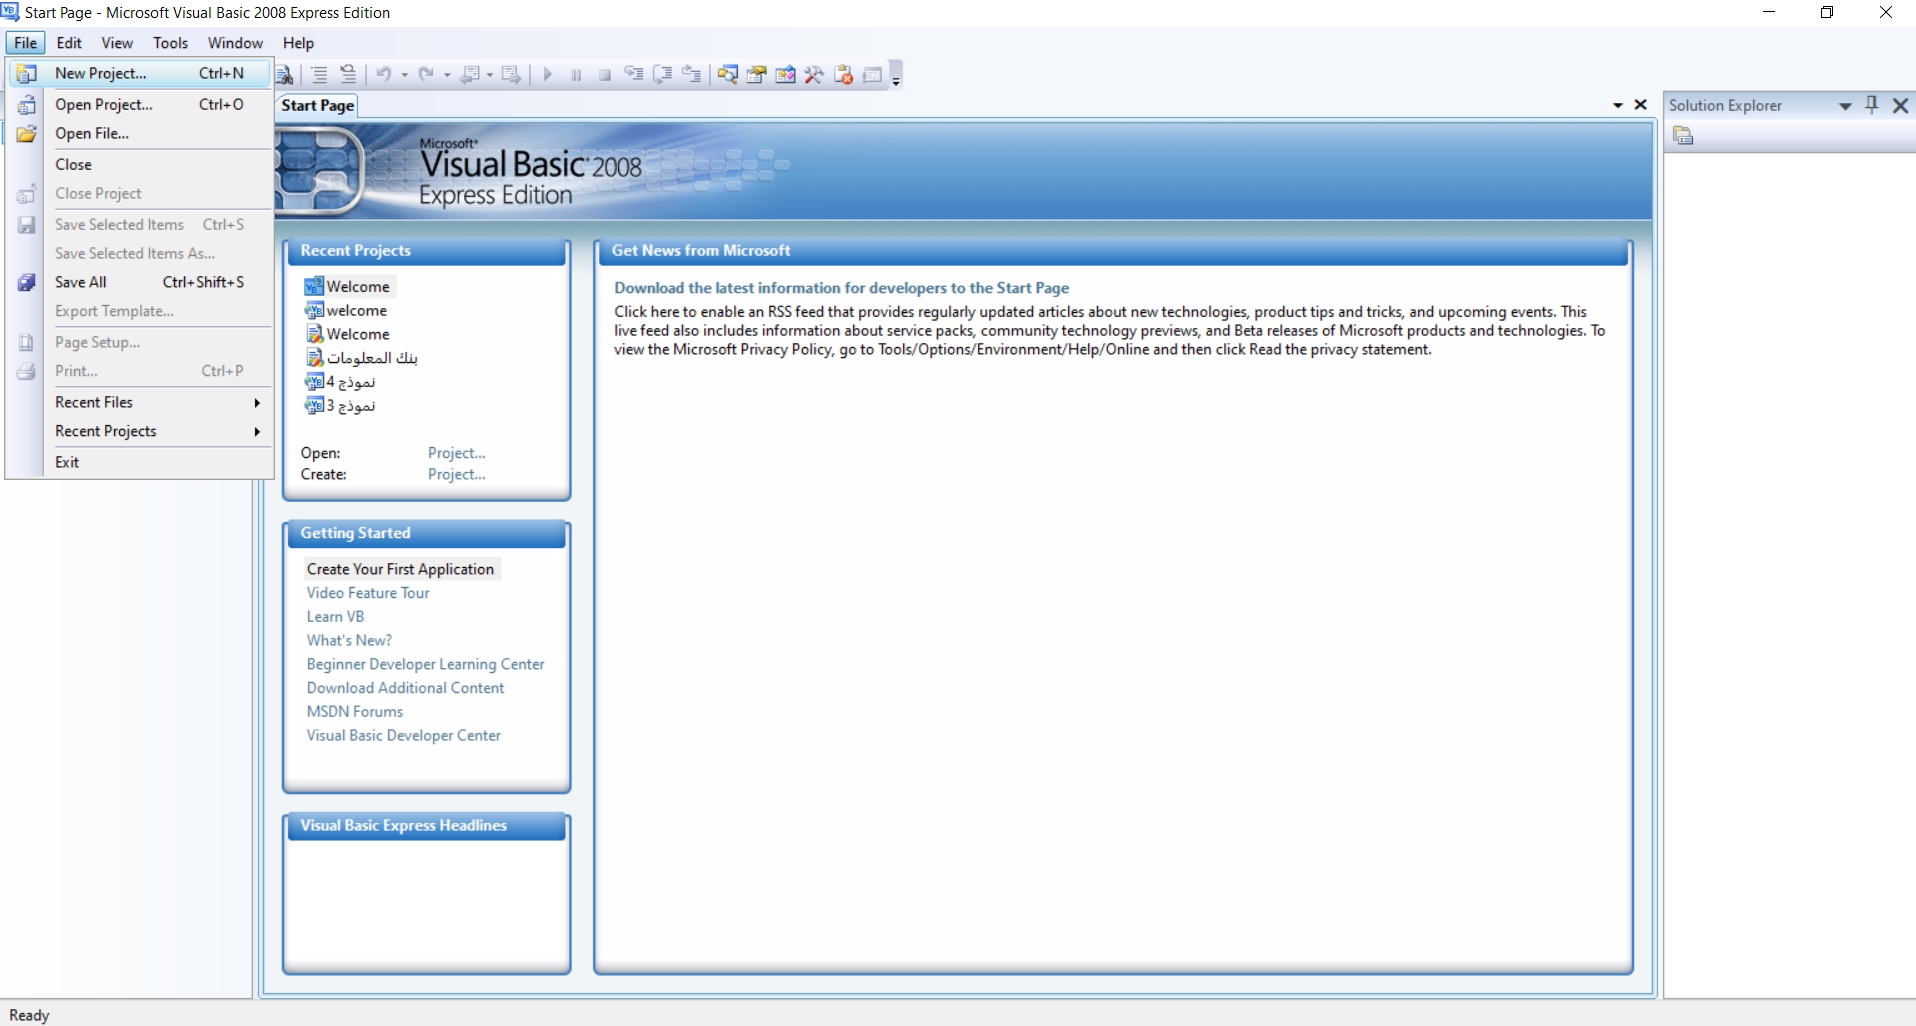 Start Page - Microsoft Visual Basic 2008 Express Edition
File Edit View Tools Window Help
New Project... Ctrl+N
Open Project... Ctrl+O
Open File...
Close
Close Project
Save Selected Items Ctrl+S
Save Selected Items As...
Save All Ctrl+Shift+S
Export Template...
Page Setup...
Print... Ctrl+P
Recent Files
Recent Projects
Exit
Start Page
Microsoft®
Visual Basic® 2008
Express Edition
Recent Projects
Welcome
welcome
Welcome
بنك المعلومات
نموذج 4
نموذج 3
Open: Project...
Create: Project...
Getting Started
Create Your First Application
Video Feature Tour
Learn VB
What's New?
Beginner Developer Learning Center
Download Additional Content
MSDN Forums
Visual Basic Developer Center
Visual Basic Express Headlines
Get News from Microsoft
Download the latest information for developers to the Start Page
Click here to enable an RSS feed that provides regularly updated articles about new technologies, product tips and tricks, and upcoming events. This
live feed also includes information about service packs, community technology previews, and Beta releases of Microsoft products and technologies. To
view the Microsoft Privacy Policy, go to Tools/Options/Environment/Help/Online and then click Read the privacy statement.
Solution Explorer
Ready